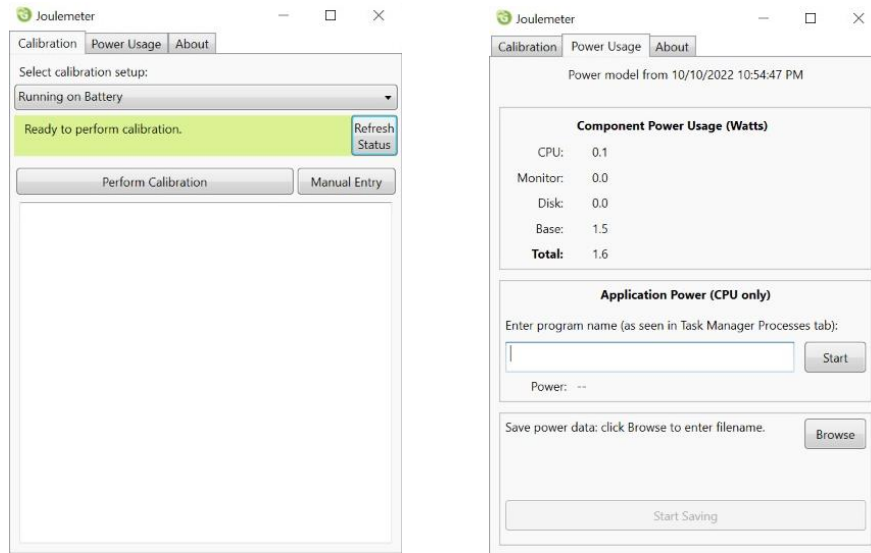 Joulemeter
Calibration Power Usage About
Select calibration setup:
Running on Battery
Ready to perform calibration.
Refresh
Status
Perform Calibration
Manual Entry
Joulemeter
Calibration Power Usage About
Power model from 10/10/2022 10:54:47 PM
Component Power Usage (Watts)
CPU: 0.1
Monitor: 0.0
Disk: 0.0
Base: 1.5
Total: 1.6
Application Power (CPU only)
Enter program name (as seen in Task Manager Processes tab):
Start
Power: --
Save power data: click Browse to enter filename.
Browse
Start Saving